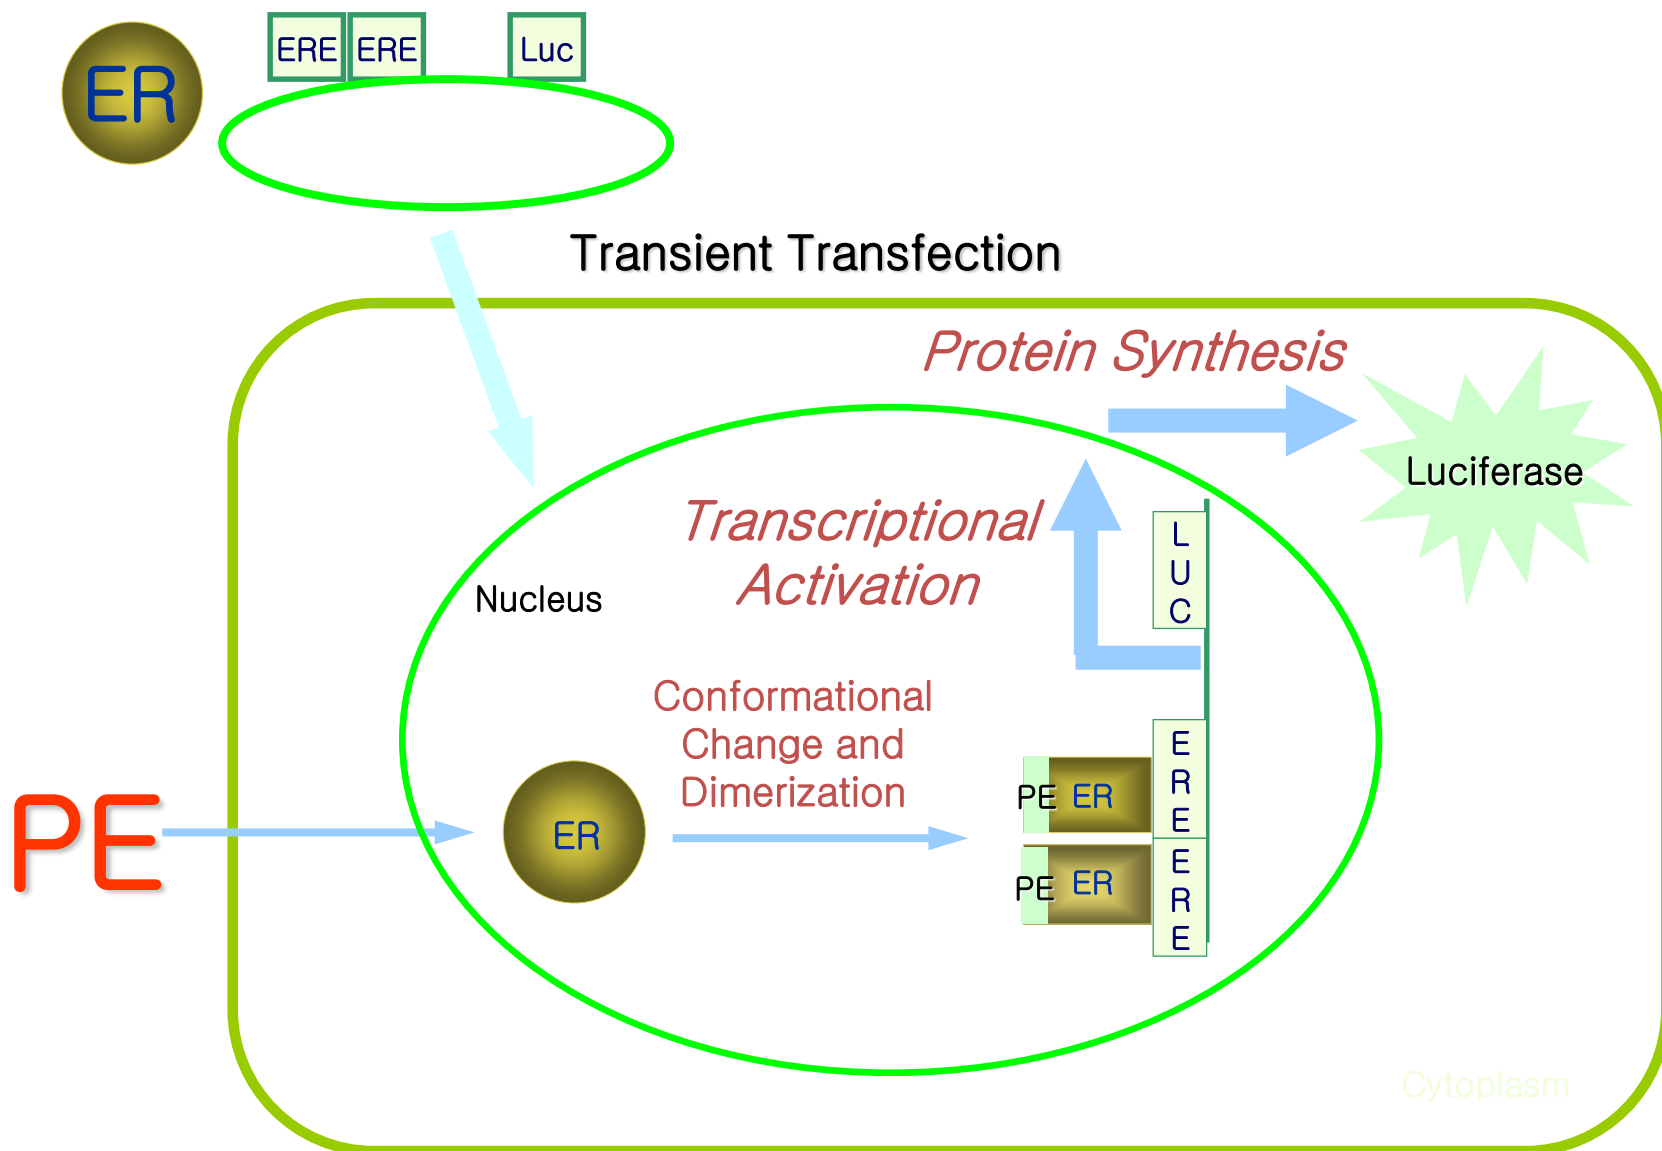 ER
ERE
ERE
Luc
Transient Transfection
Protein Synthesis
Luciferase
Transcriptional
Activation
L
U
C
Nucleus
Conformational
Change and
Dimerization
E
R
E
PE
ER
PE
ER
E
R
E
PE
ER
Cytoplasm